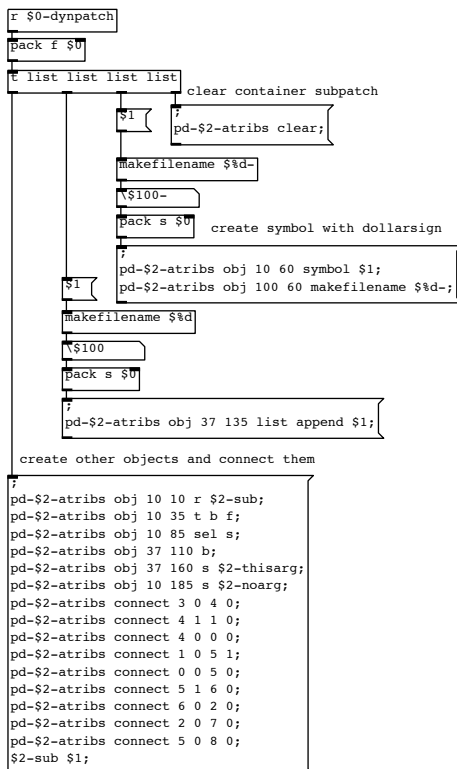 r $0-dynpatch
pack f $0
t list list list list
clear container subpatch
$1
;
pd-$2-atribs clear;
makefilename $%d-
\$100-
pack s $0
create symbol with dollarsign
;
pd-$2-atribs obj 10 60 symbol $1;
pd-$2-atribs obj 100 60 makefilename $%d-;
$1
makefilename $%d
\$100
pack s $0
;
pd-$2-atribs obj 37 135 list append $1;
create other objects and connect them
;
pd-$2-atribs obj 10 10 r $2-sub;
pd-$2-atribs obj 10 35 t b f;
pd-$2-atribs obj 10 85 sel s;
pd-$2-atribs obj 37 110 b;
pd-$2-atribs obj 37 160 s $2-thisarg;
pd-$2-atribs obj 10 185 s $2-noarg;
pd-$2-atribs connect 3 0 4 0;
pd-$2-atribs connect 4 1 1 0;
pd-$2-atribs connect 4 0 0 0;
pd-$2-atribs connect 1 0 5 1;
pd-$2-atribs connect 0 0 5 0;
pd-$2-atribs connect 5 1 6 0;
pd-$2-atribs connect 6 0 2 0;
pd-$2-atribs connect 2 0 7 0;
pd-$2-atribs connect 5 0 8 0;
$2-sub $1;